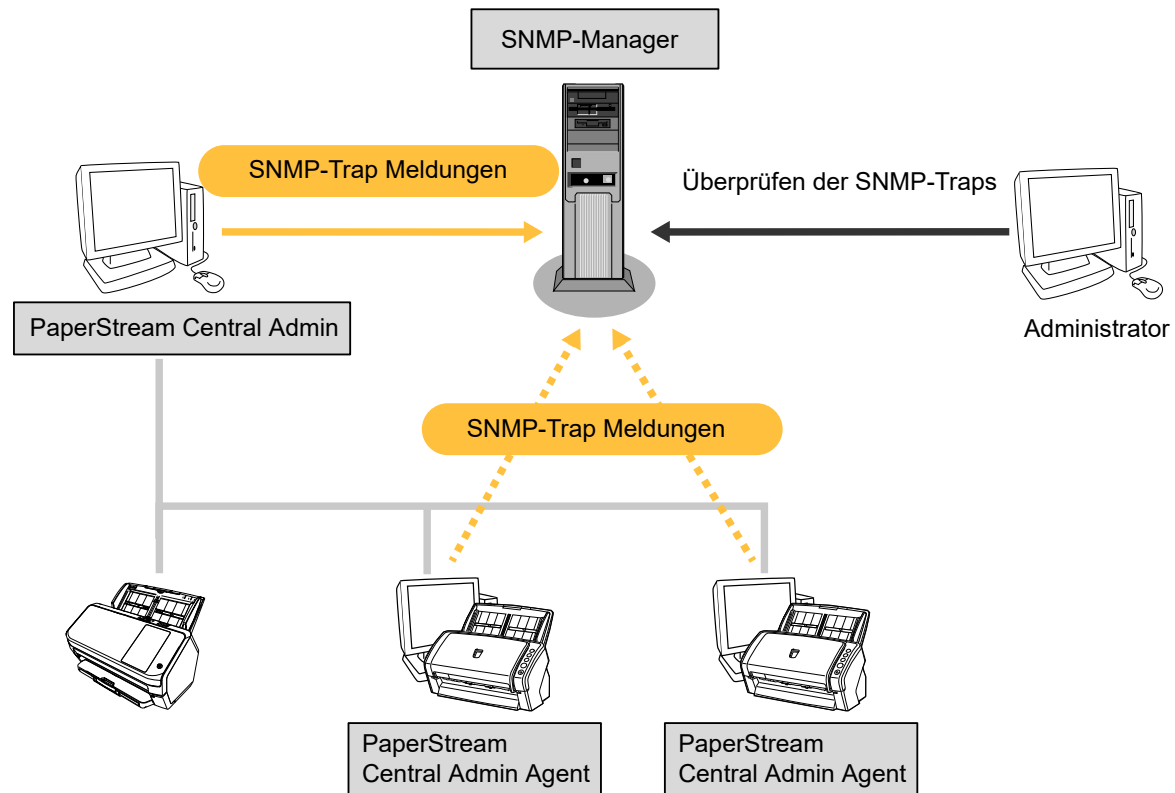 SNMP-Manager
SNMP-Trap Meldungen
Überprüfen der SNMP-Traps
PaperStream Central Admin
Administrator
SNMP-Trap Meldungen
PaperStream
Central Admin Agent
PaperStream
Central Admin Agent